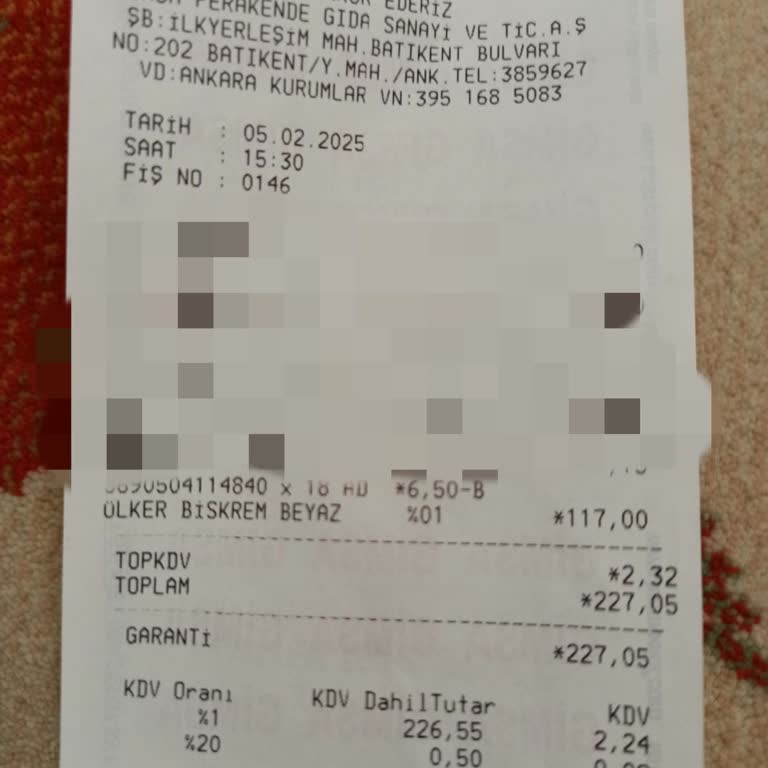 EDERİZ
PERAKENDE GIDA SANAYİ VE TİC.A.Ş
ŞB:İLKYERLEŞİM MAH.BATIKENT BULVARI
NO:202 BATIKENT/Y.MAH./ANK.TEL:3859627
VD:ANKARA KURUMLAR VN:395 168 5083
TARİH : 05.02.2025
SAAT : 15:30
FİŞ NO : 0146
8690504114840 x 18 AD *6,50-B
ÜLKER BİSKREM BEYAZ %01 *117,00
TOPKDV *2,32
TOPLAM *227,05
GARANTİ *227,05
KDV Oranı KDV DahilTutar KDV
%1 226,55 2,24
%20 0,50